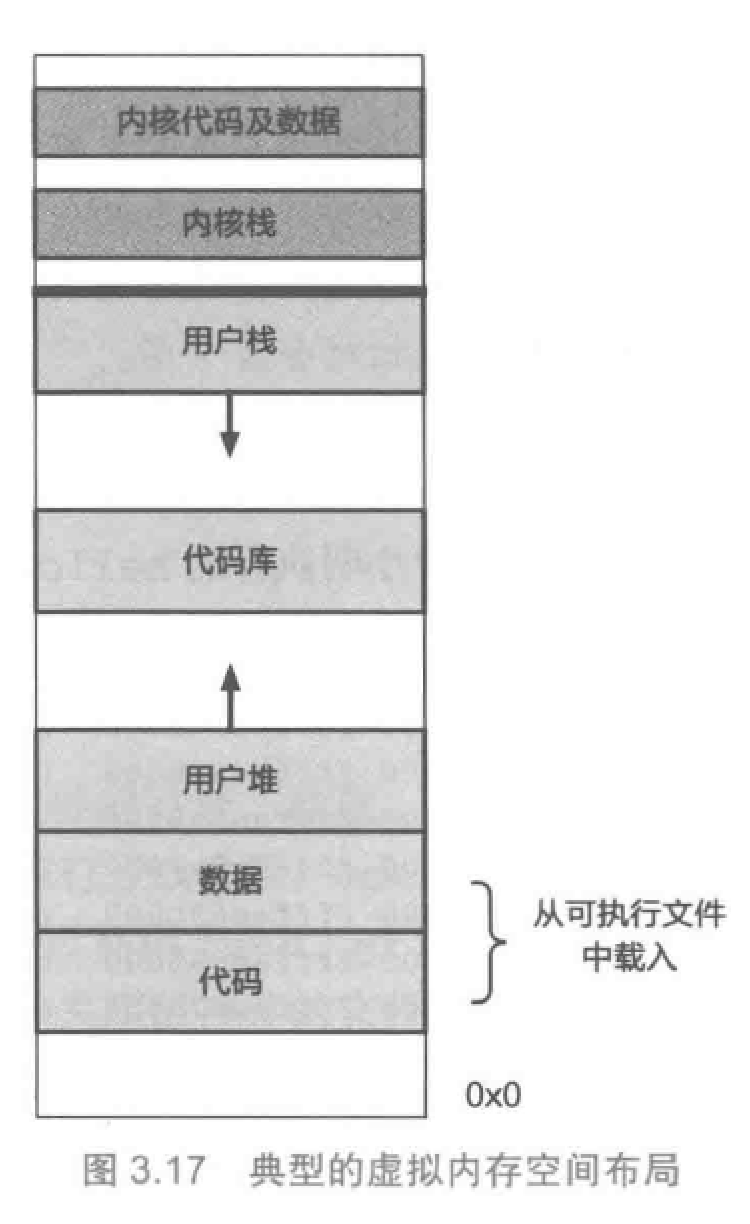 内核代码及数据
内核栈
用户栈
代码库
用户堆
数据
代码
从可执行文件
中载入
0x0
图 3.17 典型的虚拟内存空间布局